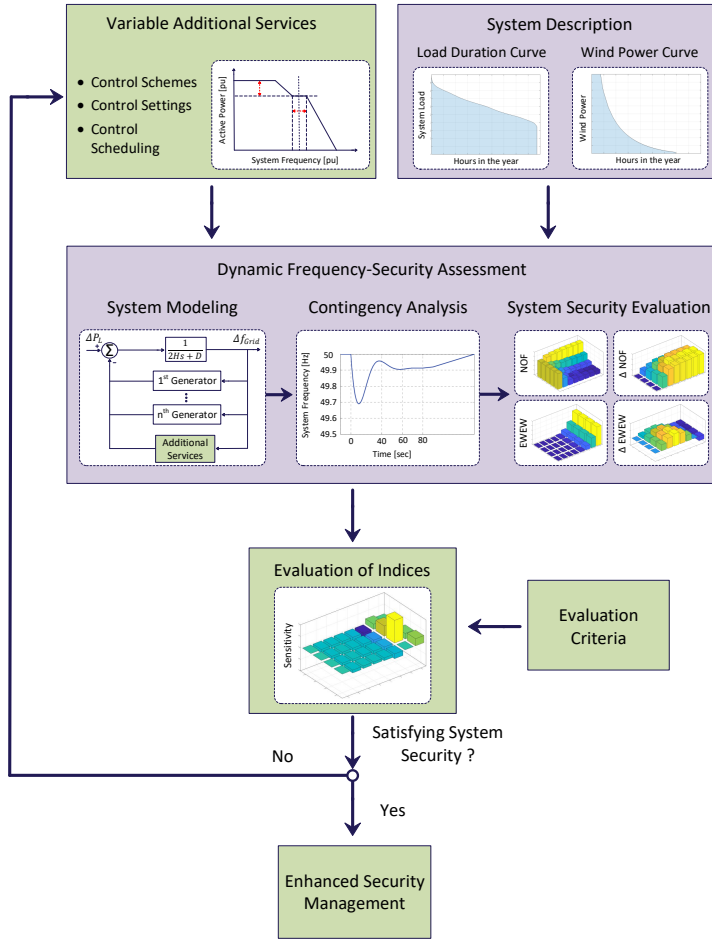 Variable Additional Services
• Control Schemes
• Control Settings
• Control
Scheduling
Active Power [pu]
System Frequency [pu]
System Description
Load Duration Curve
Wind Power Curve
System Load
Hours in the year
Wind Power
Hours in the year
Dynamic Frequency-Security Assessment
System Modeling
Contingency Analysis
System Security Evaluation
ΔP_L
+
Σ
−
1
2Hs + D
Δf_Grid
1st Generator
⋮
nth Generator
Additional
Services
System Frequency [Hz]
50
49.9
49.8
49.7
49.6
49.5
0 40 60 80
Time [sec]
NOF
Δ NOF
EWEW
Δ EWEW
Evaluation of Indices
Sensitivity
Evaluation
Criteria
Satisfying System
Security ?
No
Yes
Enhanced Security
Management